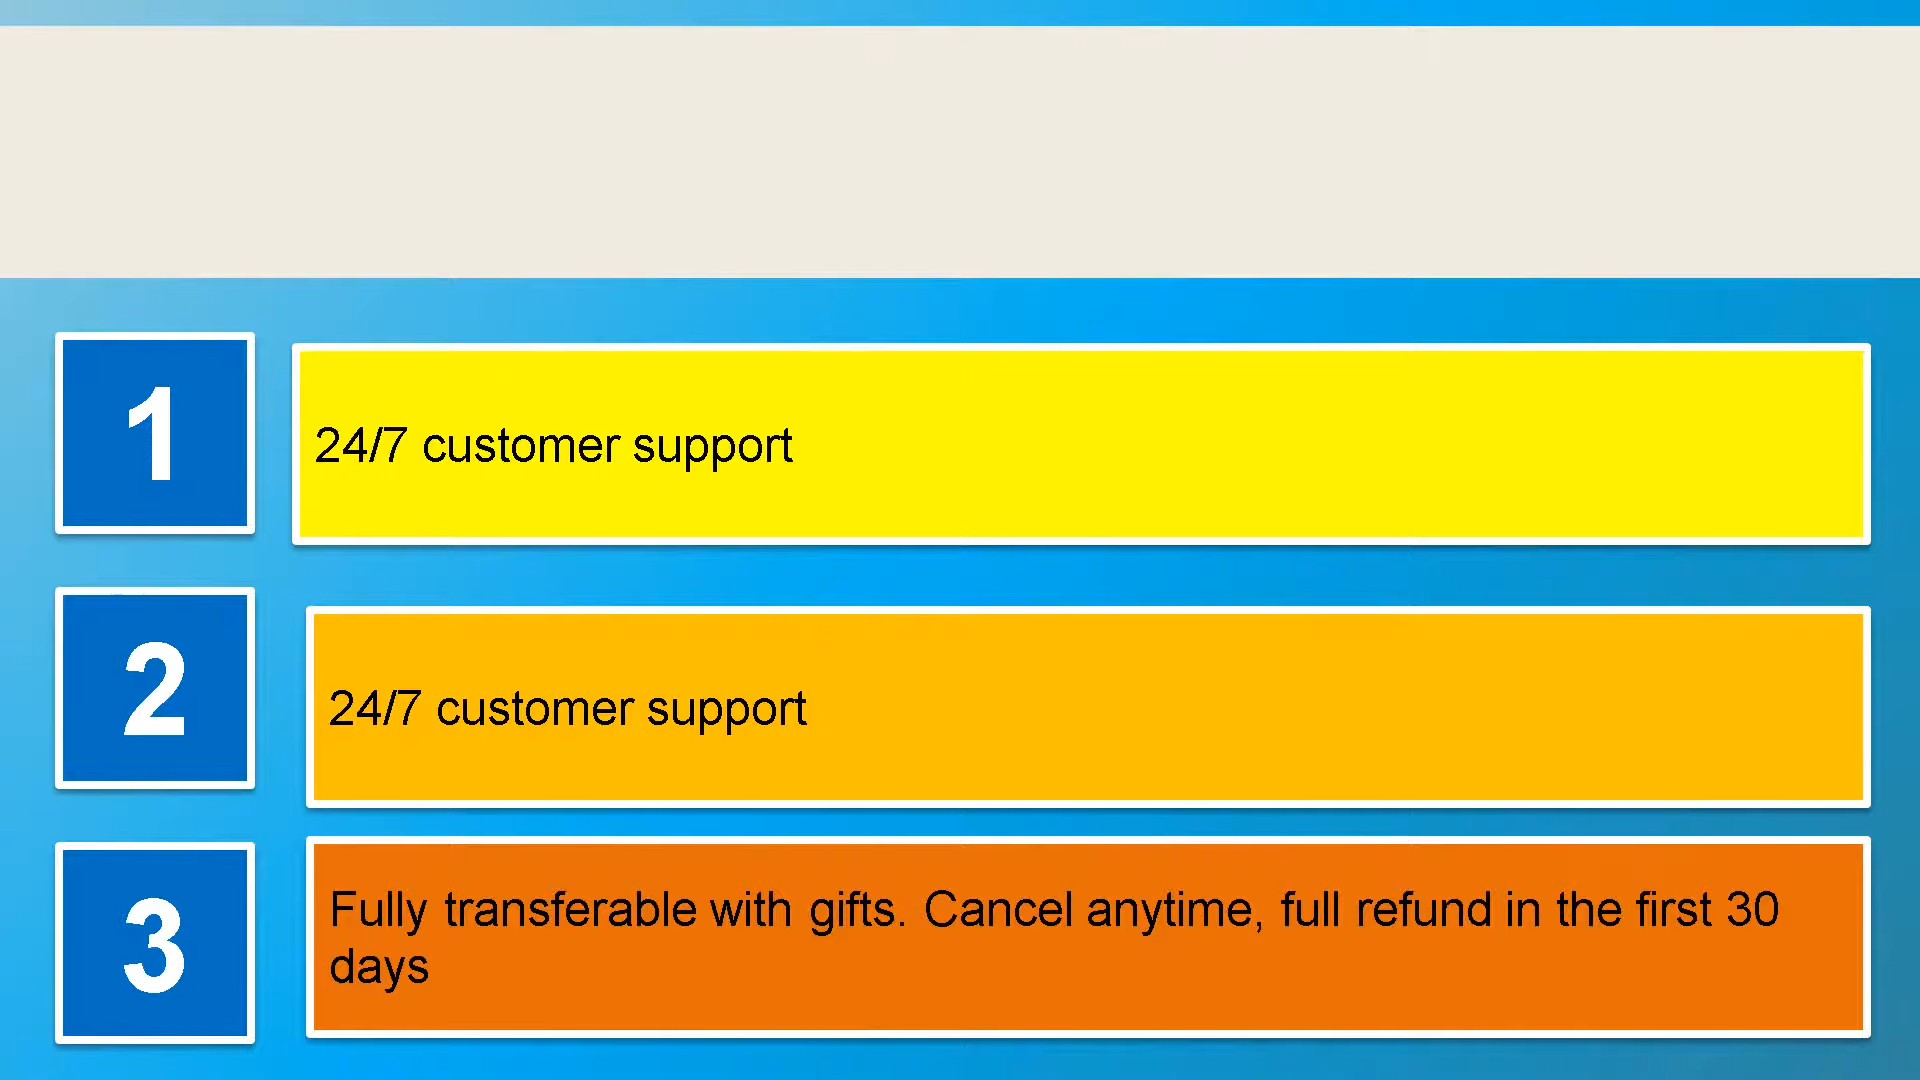 1
24/7 customer support
2
24/7 customer support
3
Fully transferable with gifts. Cancel anytime, full refund in the first 30
days